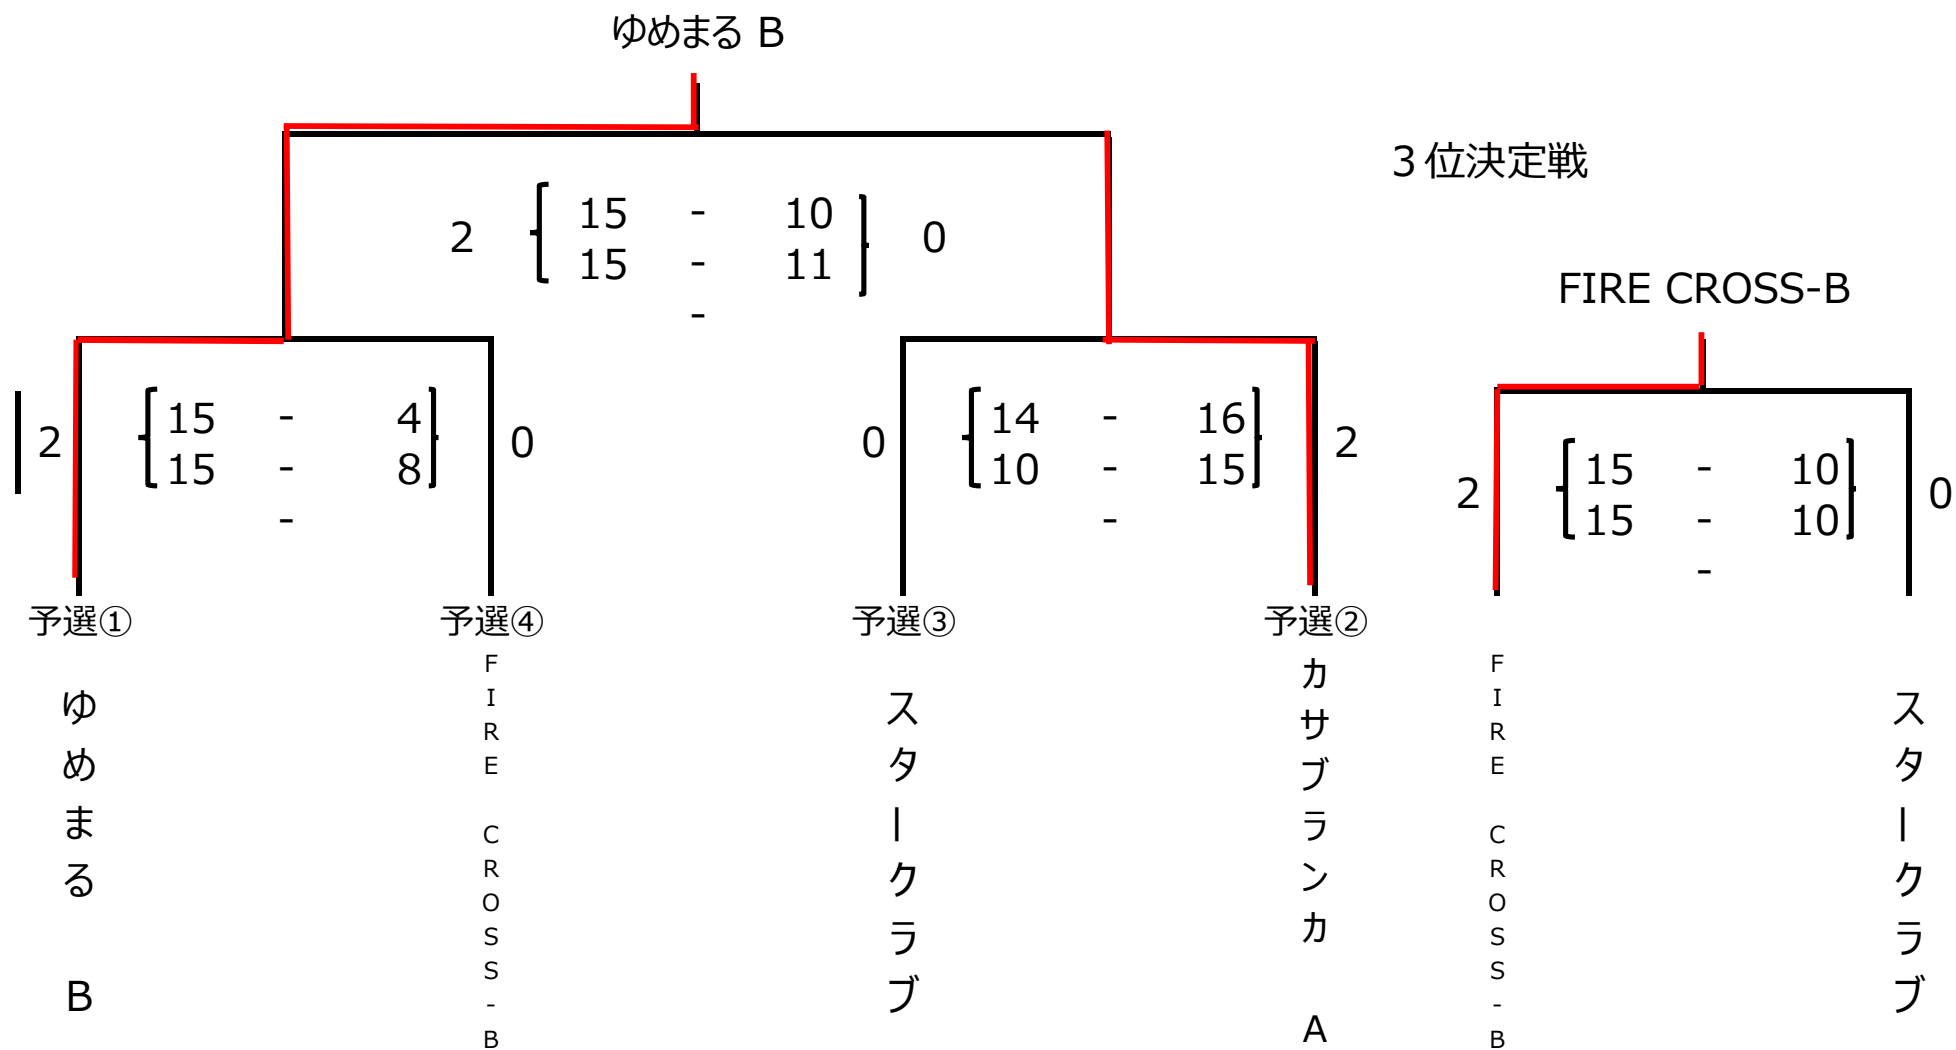 ゆめまる B
3位決定戦
2 15 - 10 0
15 - 11
-
FIRE CROSS-B
2 15 - 4 0
15 - 8
-
0 14 - 16 2
10 - 15
-
2 15 - 10 0
15 - 10
-
予選① 予選④ 予選③ 予選②
ゆめまる B
FIRE CROSS-B
スタークラブ
カサブランカ A
FIRE CROSS-B
スタークラブ